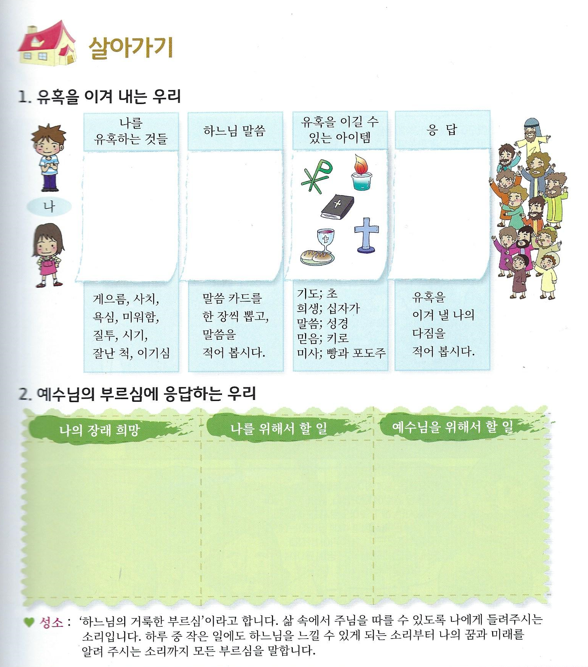 살아가기
1. 유혹을 이겨 내는 우리
나를
유혹하는 것들
하느님 말씀
유혹을 이길 수
있는 아이템
응 답
나
게으름, 사치,
욕심, 미워함,
질투, 시기,
잘난 척, 이기심
말씀 카드를
한 장씩 뽑고,
말씀을
적어 봅시다.
기도; 초
희생; 십자가
말씀; 성경
믿음; 키로
미사; 빵과 포도주
유혹을
이겨 낼 나의
다짐을
적어 봅시다.
2. 예수님의 부르심에 응답하는 우리
나의 장래 희망
나를 위해서 할 일
예수님을 위해서 할 일
성소 : ‘하느님의 거룩한 부르심’이라고 합니다. 삶 속에서 주님을 따를 수 있도록 나에게 들려주시는
소리입니다. 하루 중 작은 일에도 하느님을 느낄 수 있게 되는 소리부터 나의 꿈과 미래를
알려 주시는 소리까지 모든 부르심을 말합니다.